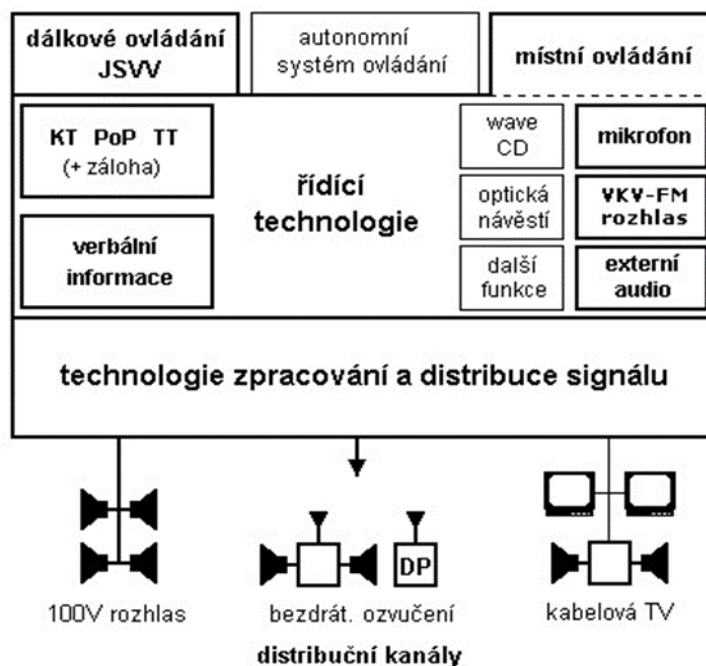 dálkové ovládání
JSVV
autonomní
systém ovládání
místní ovládání
KT PoP TT
(+ záloha)
verbální
informace
řídící
technologie
wave
CD
mikrofon
optická
návěstí
VKV-FM
rozhlas
další
funkce
externí
audio
technologie zpracování a distribuce signálu
DP
100V rozhlas
bezdrát. ozvučení
kabelová TV
distribuční kanály